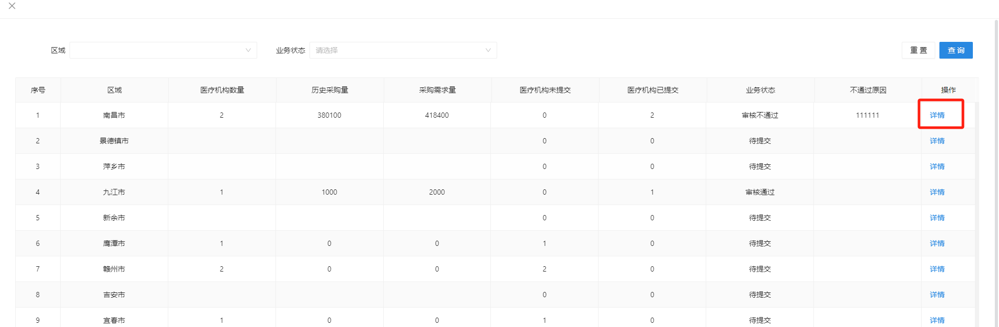 区域 业务状态 请选择 重置 查询
序号 区域 医疗机构数量 历史采购量 采购需求量 医疗机构未提交 医疗机构已提交 业务状态 不通过原因 操作
1 南昌市 2 380100 418400 0 2 审核不通过 111111 详情
2 景德镇市 0 0 待提交 详情
3 萍乡市 0 0 待提交 详情
4 九江市 1 1000 2000 0 1 审核通过 详情
5 新余市 0 0 待提交 详情
6 鹰潭市 1 0 0 1 0 待提交 详情
7 赣州市 2 0 0 2 0 待提交 详情
8 吉安市 0 0 待提交 详情
9 宜春市 1 0 0 1 0 待提交 详情